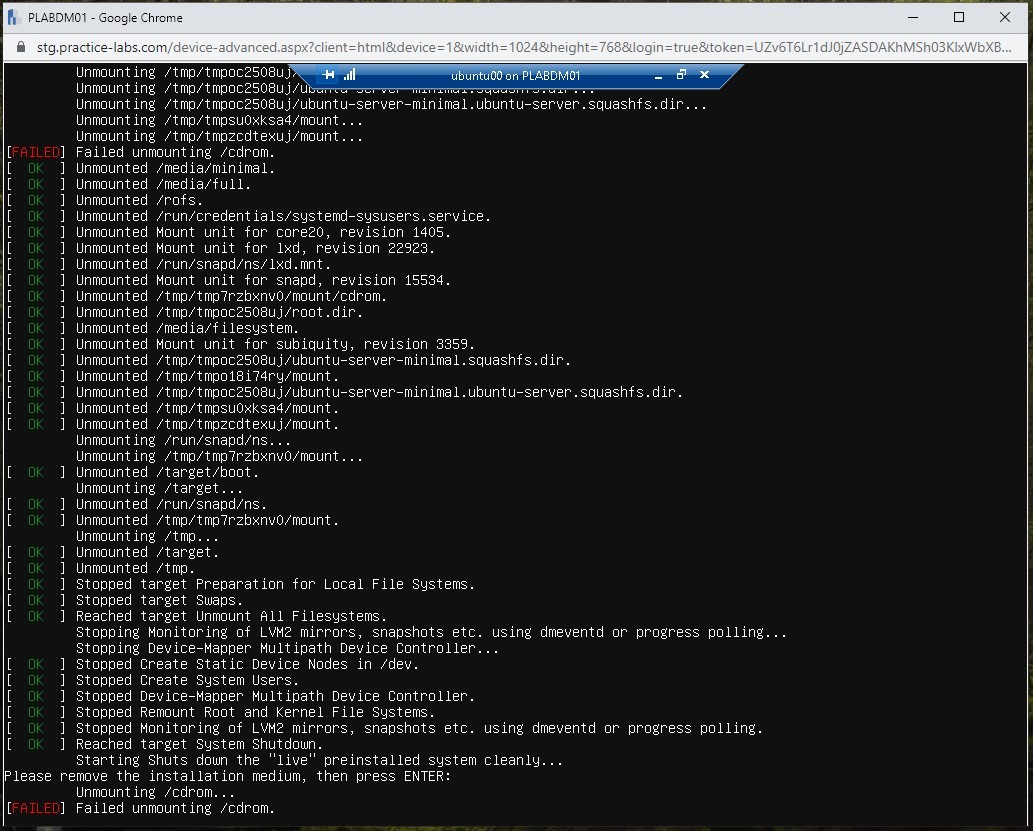 PLABDM01 - Google Chrome
stg.practice-labs.com/device-advanced.aspx?client=html&device=1&width=1024&height=768&login=true&token=UZv6T6Lr1dJ0jZASDAKhMSh03KlxWbXB...
ubuntu00 on PLABDM01
Unmounting /tmp/tmpoc2508uj/
Unmounting /tmp/tmpoc2508uj/ubuntu-server-minimal.squashfs.dir...
Unmounting /tmp/tmpoc2508uj/ubuntu-server-minimal.ubuntu-server.squashfs.dir...
Unmounting /tmp/tmpsu0xksa4/mount...
Unmounting /tmp/tmpzcdtexuj/mount...
[FAILED] Failed unmounting /cdrom.
[ OK ] Unmounted /media/minimal.
[ OK ] Unmounted /media/full.
[ OK ] Unmounted /rofs.
[ OK ] Unmounted /run/credentials/systemd-sysusers.service.
[ OK ] Unmounted Mount unit for core20, revision 1405.
[ OK ] Unmounted Mount unit for lxd, revision 22923.
[ OK ] Unmounted /run/snapd/ns/lxd.mnt.
[ OK ] Unmounted Mount unit for snapd, revision 15534.
[ OK ] Unmounted /tmp/tmp7rzbxnv0/mount/cdrom.
[ OK ] Unmounted /tmp/tmpoc2508uj/root.dir.
[ OK ] Unmounted /media/filesystem.
[ OK ] Unmounted Mount unit for subiquity, revision 3359.
[ OK ] Unmounted /tmp/tmpoc2508uj/ubuntu-server-minimal.squashfs.dir.
[ OK ] Unmounted /tmp/tmpo18i74ry/mount.
[ OK ] Unmounted /tmp/tmpoc2508uj/ubuntu-server-minimal.ubuntu-server.squashfs.dir.
[ OK ] Unmounted /tmp/tmpsu0xksa4/mount.
[ OK ] Unmounted /tmp/tmpzcdtexuj/mount.
Unmounting /run/snapd/ns...
Unmounting /tmp/tmp7rzbxnv0/mount...
[ OK ] Unmounted /target/boot.
Unmounting /target...
[ OK ] Unmounted /run/snapd/ns.
[ OK ] Unmounted /tmp/tmp7rzbxnv0/mount.
Unmounting /tmp...
[ OK ] Unmounted /target.
[ OK ] Unmounted /tmp.
[ OK ] Stopped target Preparation for Local File Systems.
[ OK ] Stopped target Swaps.
[ OK ] Reached target Unmount All Filesystems.
Stopping Monitoring of LVM2 mirrors, snapshots etc. using dmeventd or progress polling...
Stopping Device-Mapper Multipath Device Controller...
[ OK ] Stopped Create Static Device Nodes in /dev.
[ OK ] Stopped Create System Users.
[ OK ] Stopped Device-Mapper Multipath Device Controller.
[ OK ] Stopped Remount Root and Kernel File Systems.
[ OK ] Stopped Monitoring of LVM2 mirrors, snapshots etc. using dmeventd or progress polling.
[ OK ] Reached target System Shutdown.
Starting Shuts down the "live" preinstalled system cleanly...
Please remove the installation medium, then press ENTER:
Unmounting /cdrom...
[FAILED] Failed unmounting /cdrom.